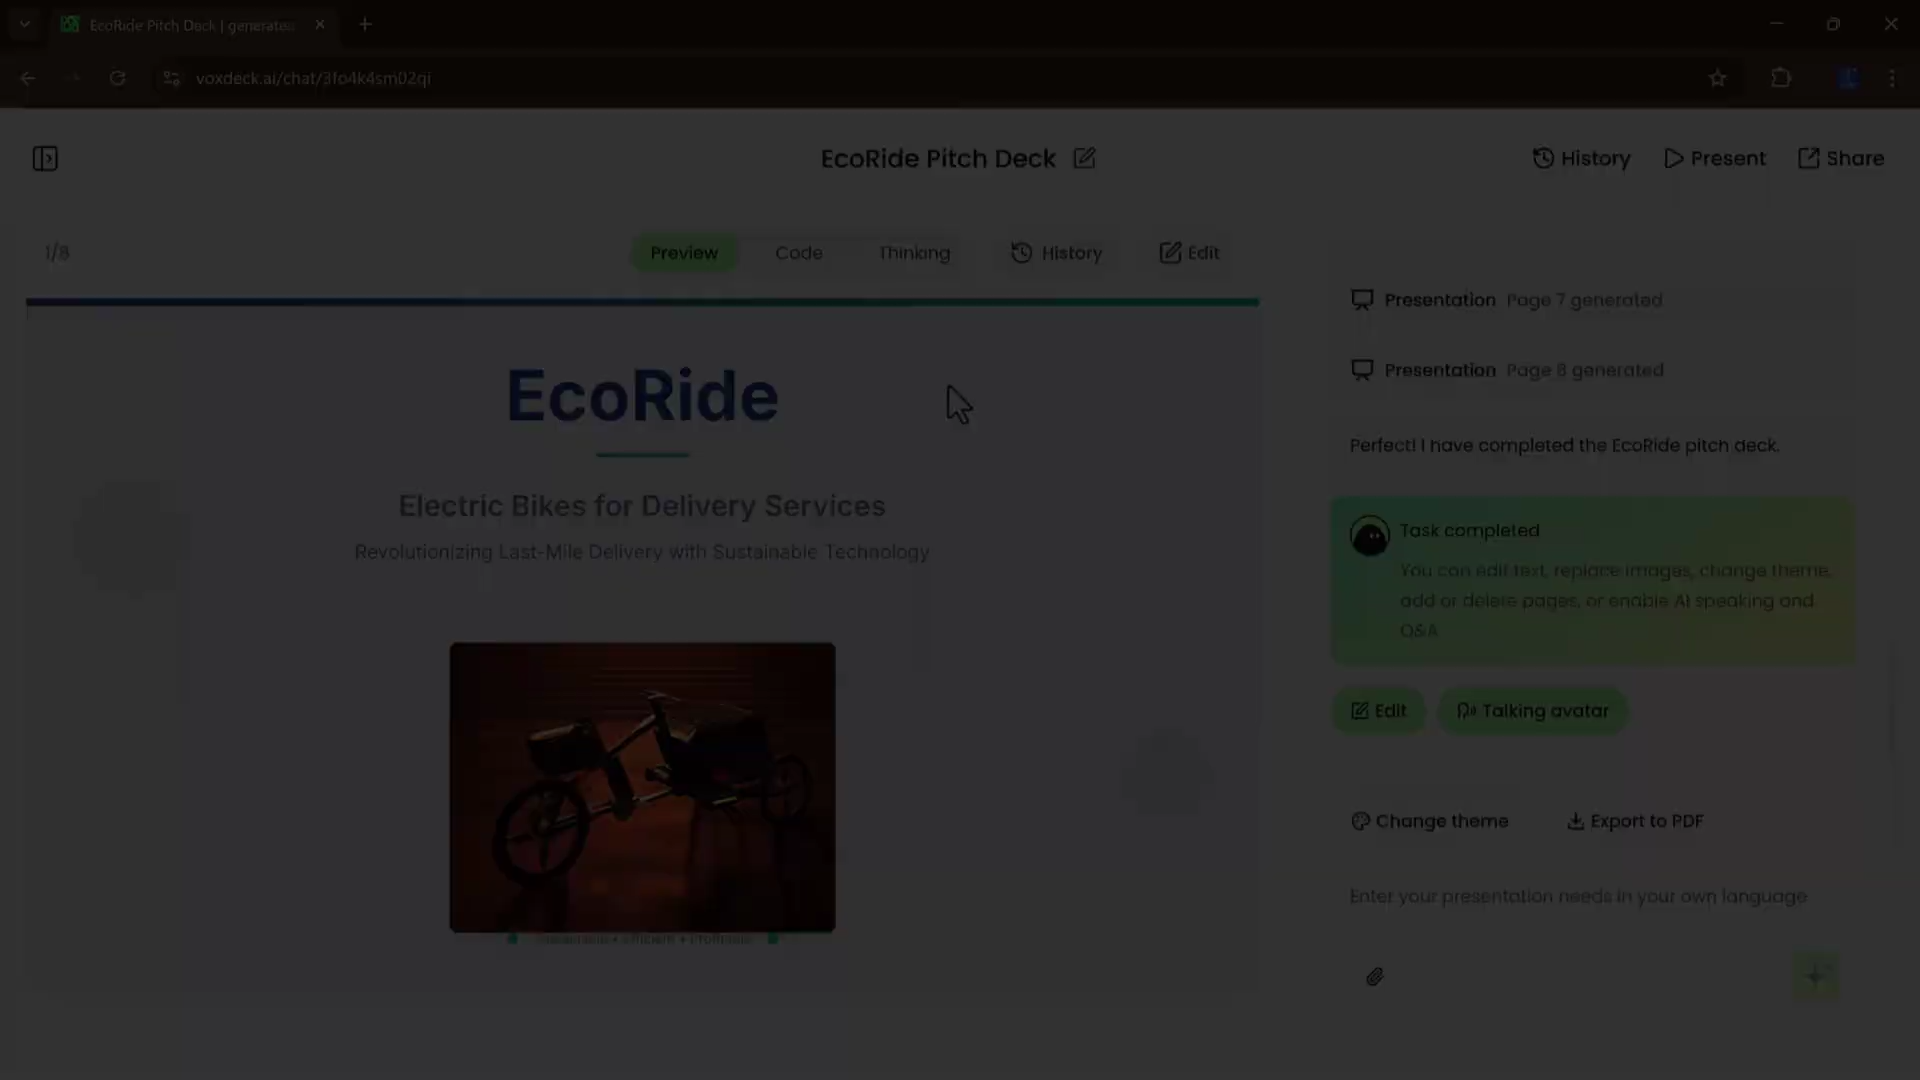 EcoRide Pitch Deck | generated
voxdeck.ai/chat/3fo4k4sm02qi
EcoRide Pitch Deck
History
Present
Share
1/8
Preview
Code
Thinking
History
Edit
EcoRide
Electric Bikes for Delivery Services
Revolutionizing Last-Mile Delivery with Sustainable Technology
Presentation Page 7 generated
Presentation Page 8 generated
Perfect! I have completed the EcoRide pitch deck.
Task completed
You can edit text, replace images, change theme,
add or delete pages, or enable AI speaking and
Q&A
Edit
Talking avatar
Change theme
Export to PDF
Enter your presentation needs in your own language